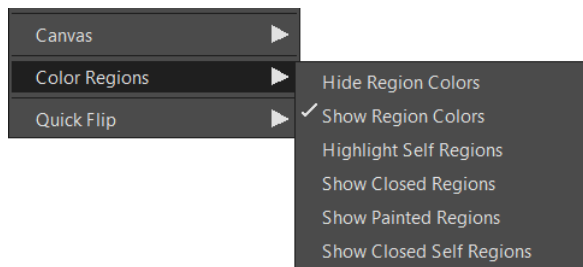 Canvas
Color Regions
Quick Flip
Hide Region Colors
Show Region Colors
Highlight Self Regions
Show Closed Regions
Show Painted Regions
Show Closed Self Regions